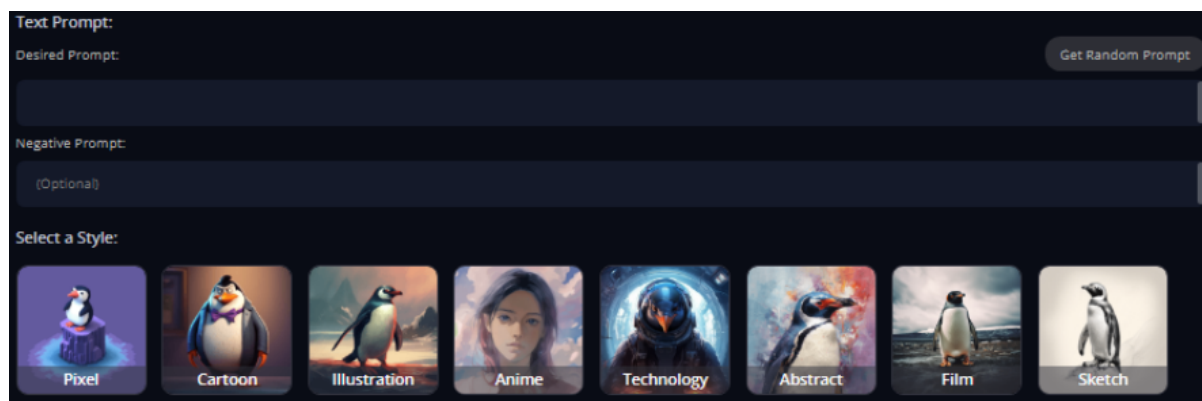 Text Prompt:
Desired Prompt:
Get Random Prompt
Negative Prompt:
(Optional)
Select a Style:
Pixel
Cartoon
Illustration
Anime
Technology
Abstract
Film
Sketch